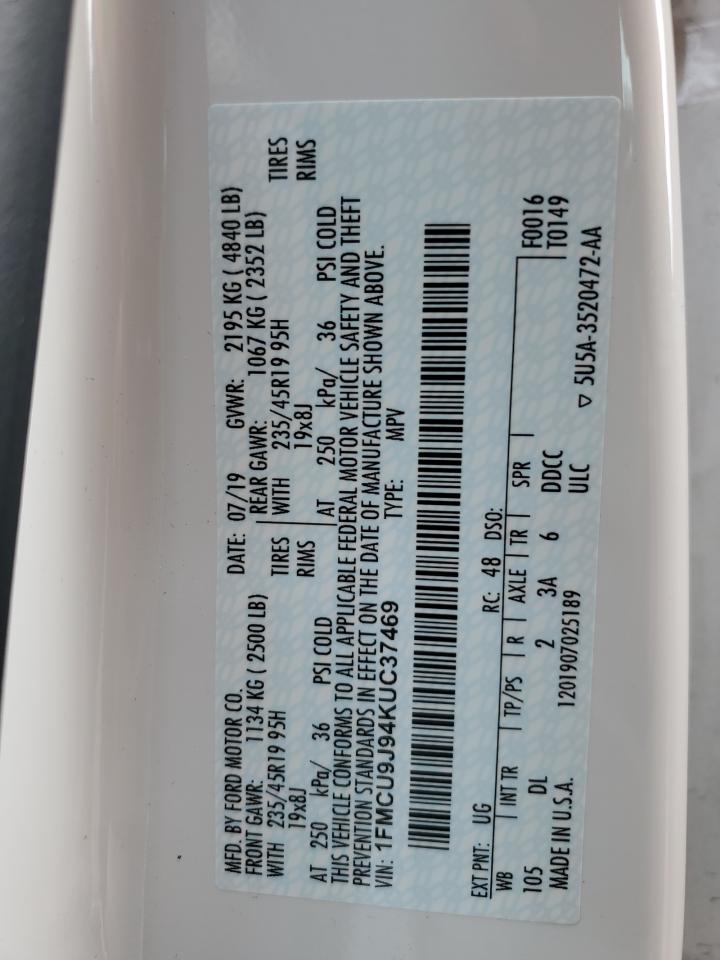 MFD. BY FORD MOTOR CO. DATE: 07/19 GVWR: 2195 KG ( 4840 LB)
FRONT GAWR: 1134 KG ( 2500 LB) REAR GAWR: 1067 KG ( 2352 LB)
WITH 235/45R19 95H TIRES WITH 235/45R19 95H TIRES
19x8J RIMS 19x8J RIMS
AT 250 kPa/ 36 PSI COLD AT 250 kPa/ 36 PSI COLD
THIS VEHICLE CONFORMS TO ALL APPLICABLE FEDERAL MOTOR VEHICLE SAFETY AND THEFT
PREVENTION STANDARDS IN EFFECT ON THE DATE OF MANUFACTURE SHOWN ABOVE.
VIN: 1FMCU9J94KUC37469 TYPE: MPV
EXT PNT: UG RC: 48 DSO:
WB INT TR TP/PS R AXLE TR SPR F0016
105 DL 2 3A 6 DDCC T0149
MADE IN U.S.A. 1201907025189 ULC ▽ 5U5A-3520472-AA